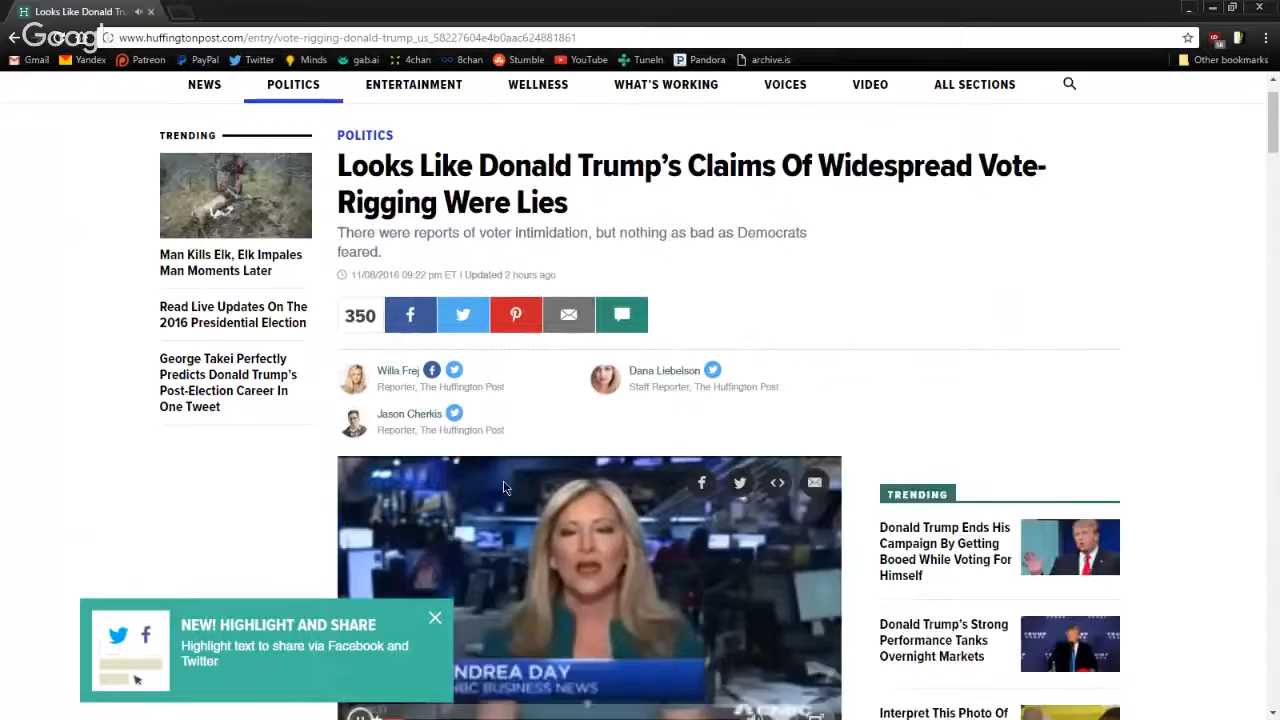 Looks Like Donald Tru
www.huffingtonpost.com/entry/vote-rigging-donald-trump_us_58227604e4b0aac624881861
Gmail Yandex Patreon PayPal Twitter Minds gab.ai 4chan 8chan Stumble YouTube TuneIn Pandora archive.is Other bookmarks
NEWS POLITICS ENTERTAINMENT WELLNESS WHAT'S WORKING VOICES VIDEO ALL SECTIONS
TRENDING
Man Kills Elk, Elk Impales
Man Moments Later
Read Live Updates On The
2016 Presidential Election
George Takei Perfectly
Predicts Donald Trump's
Post-Election Career In
One Tweet
POLITICS
Looks Like Donald Trump's Claims Of Widespread Vote-
Rigging Were Lies
There were reports of voter intimidation, but nothing as bad as Democrats
feared.
11/08/2016 09:22 pm ET | Updated 2 hours ago
350
Willa Frej
Reporter, The Huffington Post
Dana Liebelson
Staff Reporter, The Huffington Post
Jason Cherkis
Reporter, The Huffington Post
NDREA DAY
BC BUSINESS NEWS
NEW! HIGHLIGHT AND SHARE
Highlight text to share via Facebook and
Twitter
TRENDING
Donald Trump Ends His
Campaign By Getting
Booed While Voting For
Himself
Donald Trump's Strong
Performance Tanks
Overnight Markets
Interpret This Photo Of